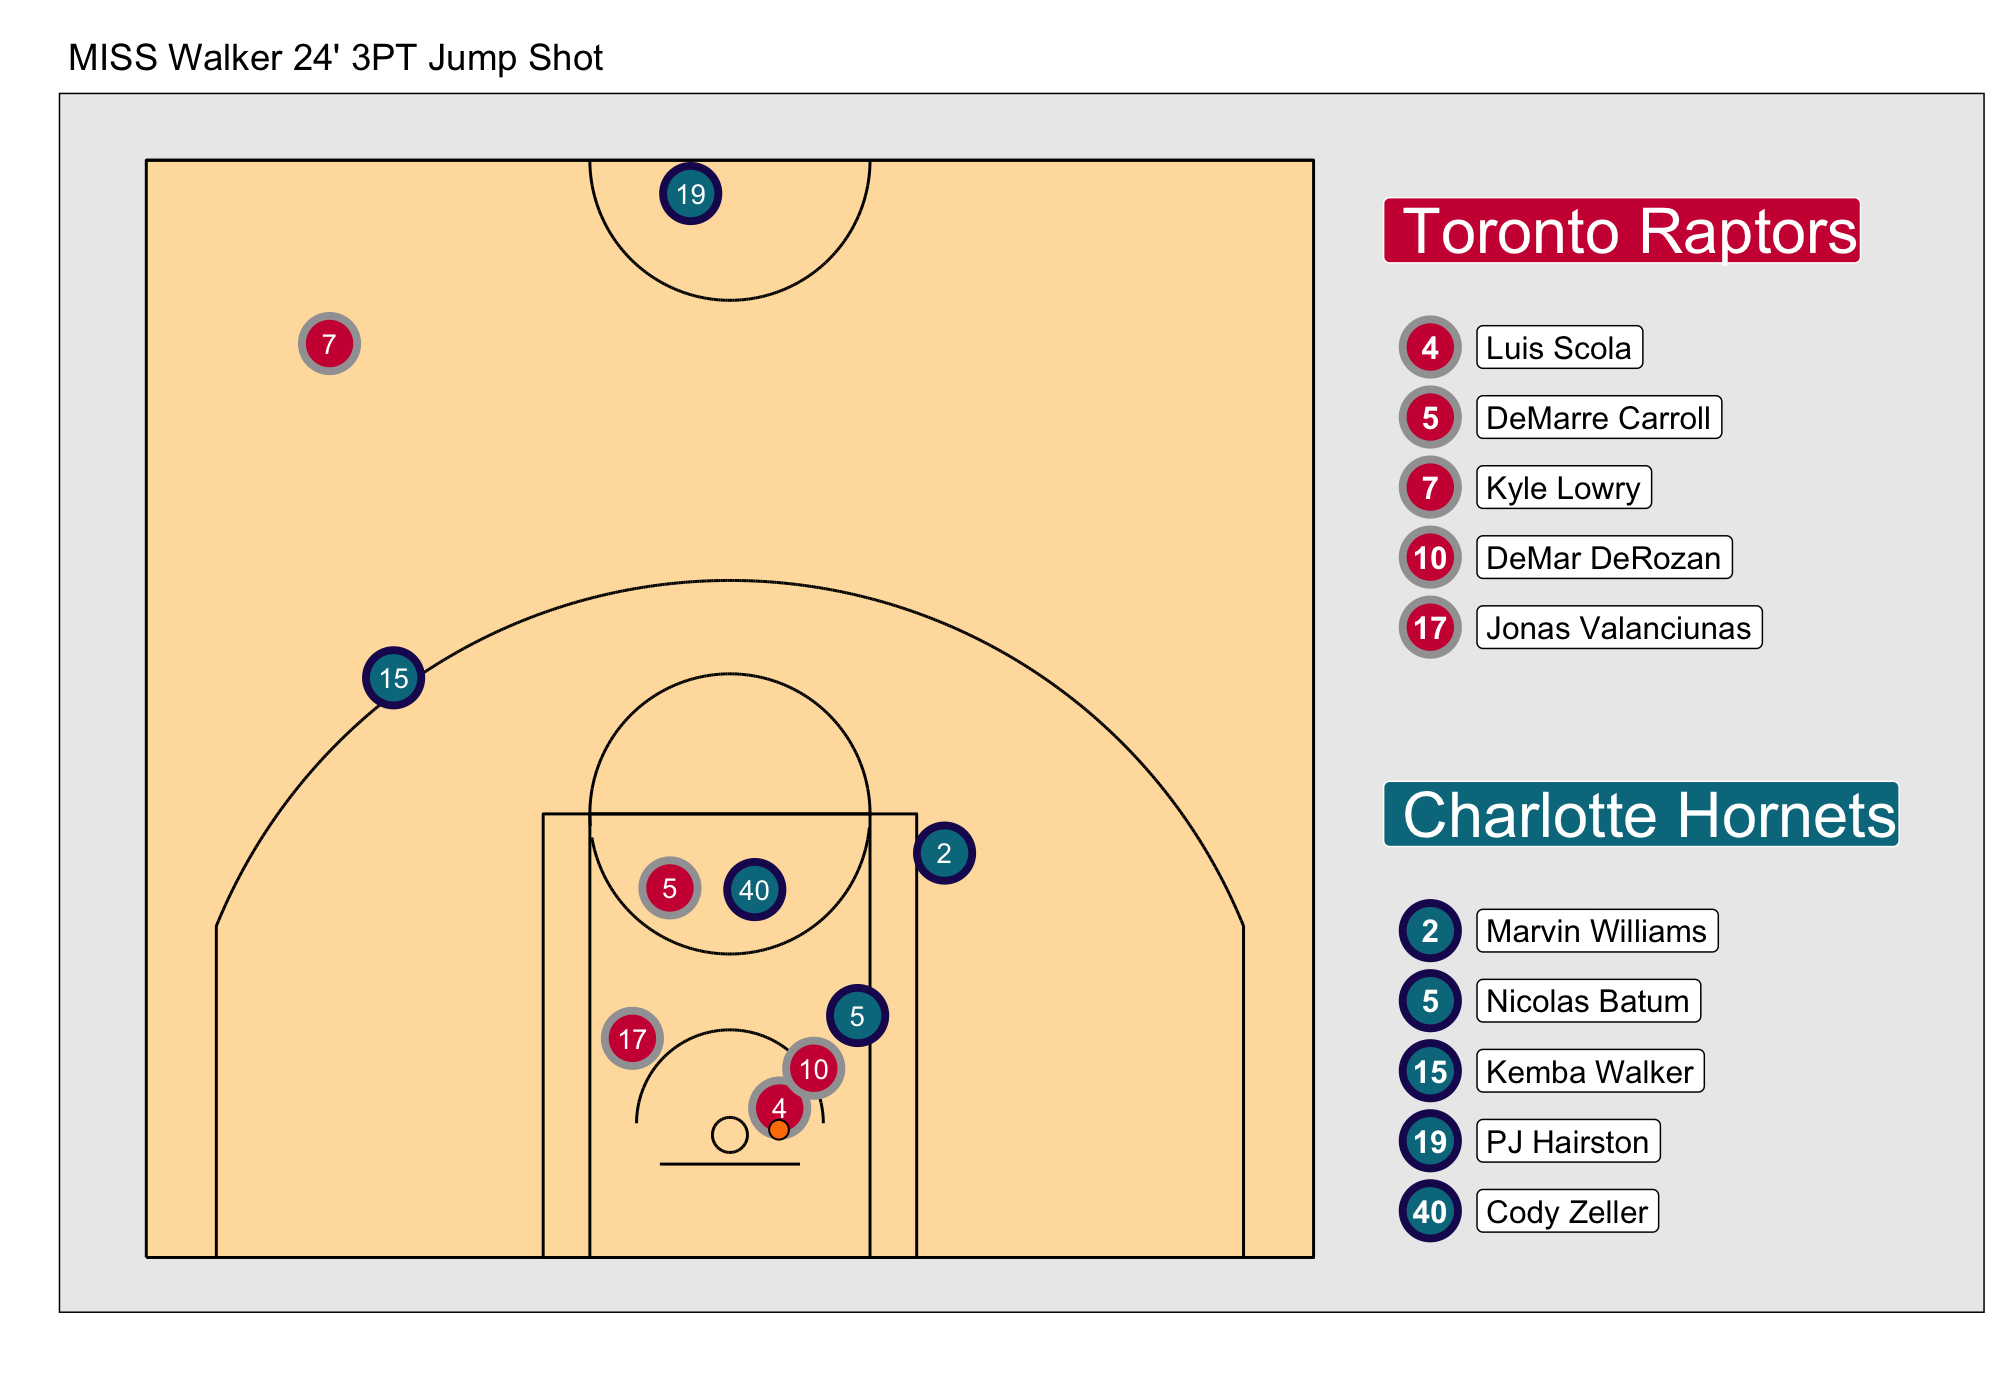 MISS Walker 24' 3PT Jump Shot
19
7
15
2
5
40
5
17
10
4
Toronto Raptors
4 Luis Scola
5 DeMarre Carroll
7 Kyle Lowry
10 DeMar DeRozan
17 Jonas Valanciunas
Charlotte Hornets
2 Marvin Williams
5 Nicolas Batum
15 Kemba Walker
19 PJ Hairston
40 Cody Zeller